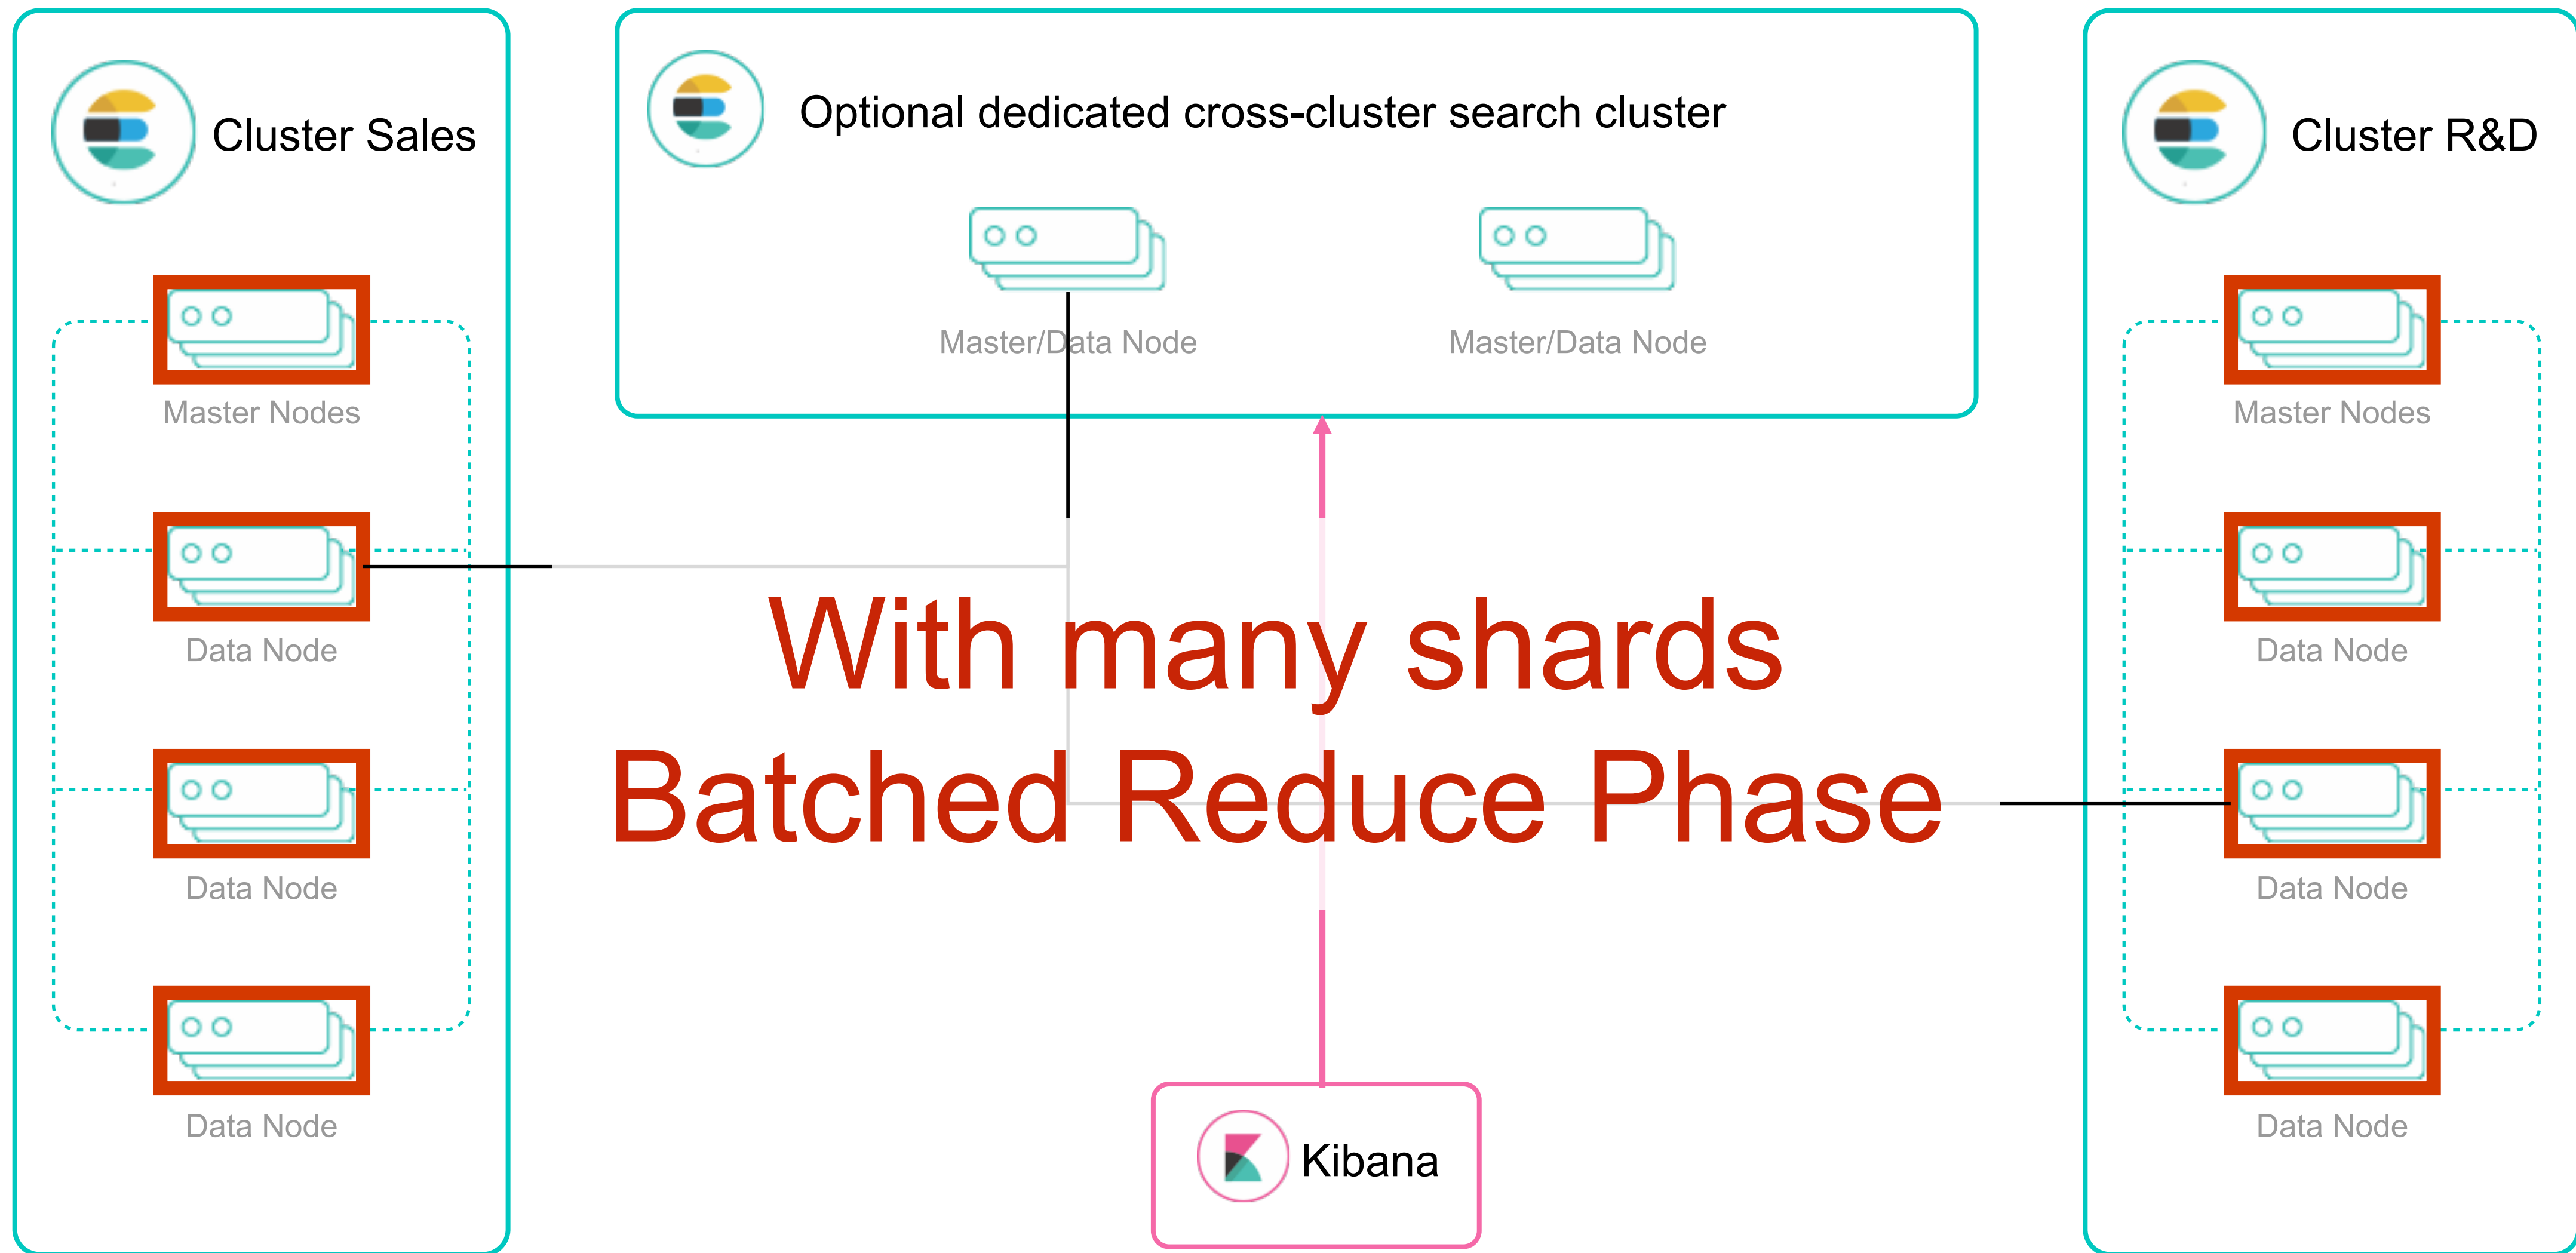 Cluster Sales
Master Nodes
Data Node
Data Node
Data Node
Optional dedicated cross-cluster search cluster
Master/Data Node
Master/Data Node
With many shards
Batched Reduce Phase
Kibana
Cluster R&D
Master Nodes
Data Node
Data Node
Data Node